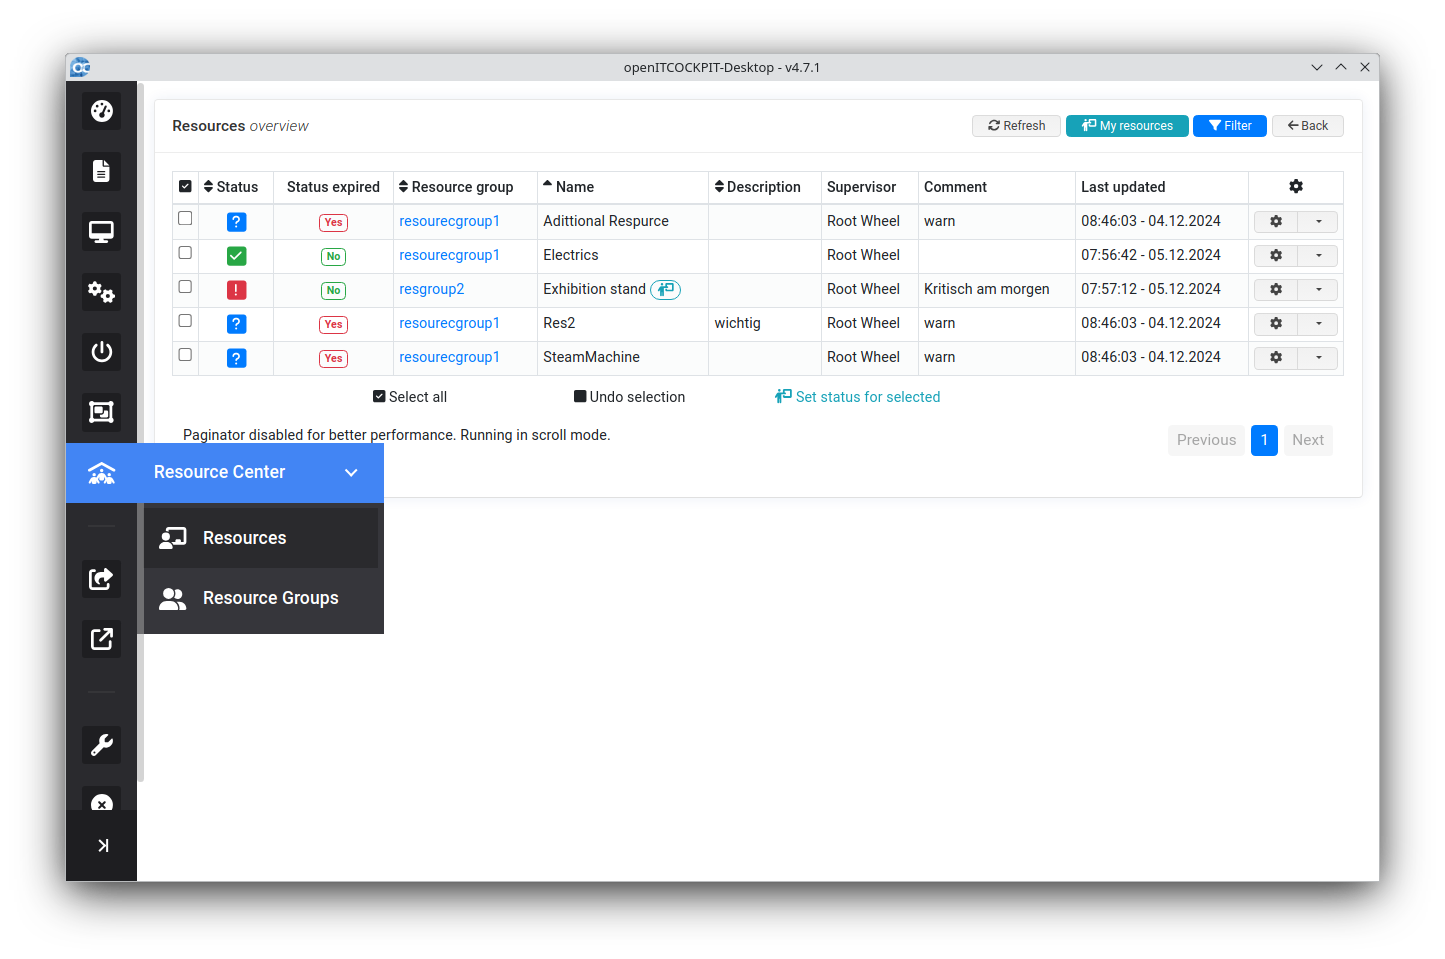 openITCOCKPIT-Desktop - v4.7.1
Resources overview
Refresh My resources Filter Back
Status Status expired Resource group Name Description Supervisor Comment Last updated
? Yes resourecgroup1 Adittional Respurce Root Wheel warn 08:46:03 - 04.12.2024
No resourecgroup1 Electrics Root Wheel 07:56:42 - 05.12.2024
! No resgroup2 Exhibition stand Root Wheel Kritisch am morgen 07:57:12 - 05.12.2024
? Yes resourecgroup1 Res2 wichtig Root Wheel warn 08:46:03 - 04.12.2024
? Yes resourecgroup1 SteamMachine Root Wheel warn 08:46:03 - 04.12.2024
Select all Undo selection Set status for selected
Paginator disabled for better performance. Running in scroll mode.
Previous 1 Next
Resource Center
Resources
Resource Groups